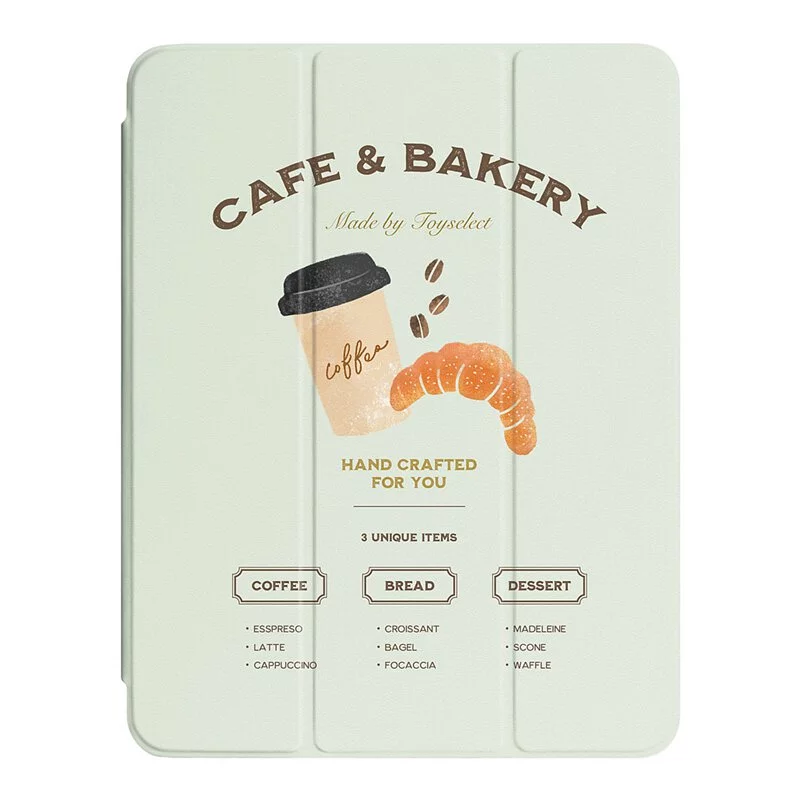 CAFE & BAKERY
Made by Toyselect
coffee
HAND CRAFTED
FOR YOU
3 UNIQUE ITEMS
COFFEE
• ESSPRESO
• LATTE
• CAPPUCCINO
BREAD
• CROISSANT
• BAGEL
• FOCACCIA
DESSERT
• MADELEINE
• SCONE
• WAFFLE